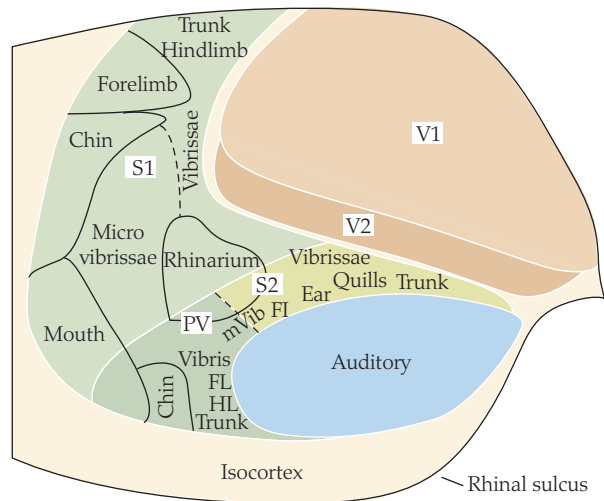 Trunk
Hindlimb
Forelimb
V1
Chin
S1
Vibrissae
V2
Micro
vibrissae
Rhinarium
Vibrissae
S2
Quills
Trunk
Ear
FI
mVib
PV
Mouth
Vibris
FL
HL
Trunk
Chin
Auditory
Isocortex
Rhinal sulcus